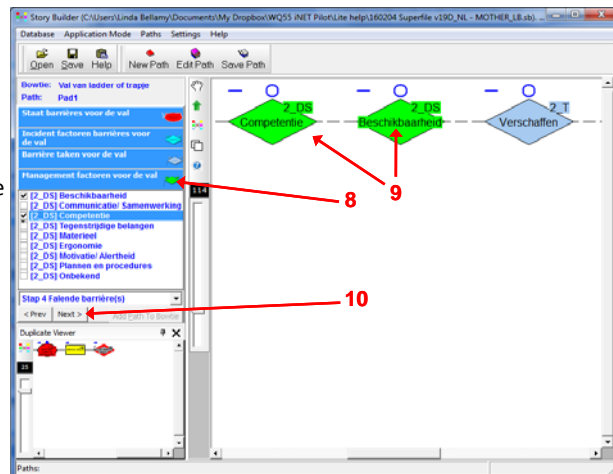 Story Builder (C:\Users\Linda Bellamy\Documents\My Dropbox\WQ55 iNET Pilot\Lite help\160204 Superfile v19D_NL - MOTHER_LB.sb). ...
Database Application Mode Paths Settings Help
Open Save Help New Path Edit Path Save Path
Bowtie: Val van ladder of trapje
Path: Pad1
Staat barrières voor de val
Incident factoren barrières voor
de val
Barrière taken voor de val
Management factoren voor de val
[2_DS] Beschikbaarheid
[2_DS] Communicatie/ Samenwerking
[2_DS] Competentie
[2_DS] Tegenstrijdige belangen
[2_DS] Materieel
[2_DS] Ergonomie
[2_DS] Motivatie/ Alertheid
[2_DS] Plannen en procedures
[2_DS] Onbekend
Stap 4 Falende barrière(s)
< Prev Next > Add Path To Bowtie
Duplicate Viewer
25
Paths:
114
2_DS 2_DS 2_T
Competentie Beschikbaarheid Verschaffen
8
9
10
e